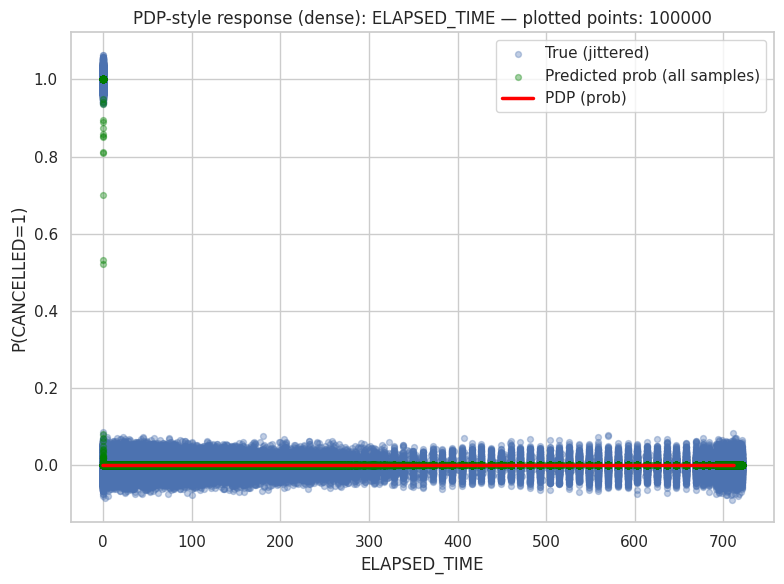 PDP-style response (dense): ELAPSED_TIME — plotted points: 100000
True (jittered)
Predicted prob (all samples)
PDP (prob)
P(CANCELLED=1)
1.0
0.8
0.6
0.4
0.2
0.0
0 100 200 300 400 500 600 700
ELAPSED_TIME